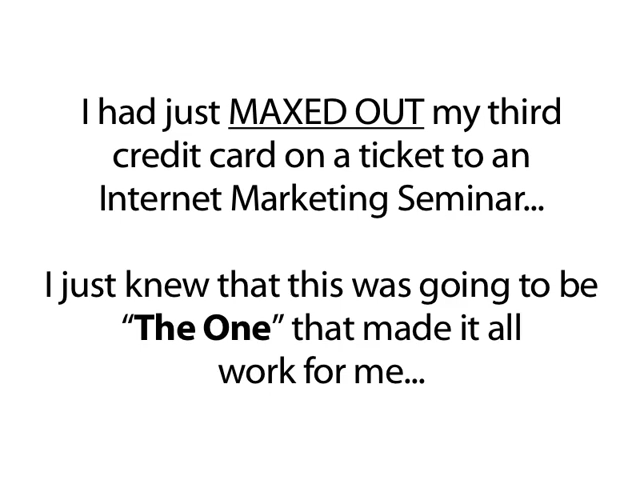 I had just MAXED OUT my third
credit card on a ticket to an
Internet Marketing Seminar...
I just knew that this was going to be
“The One” that made it all
work for me...